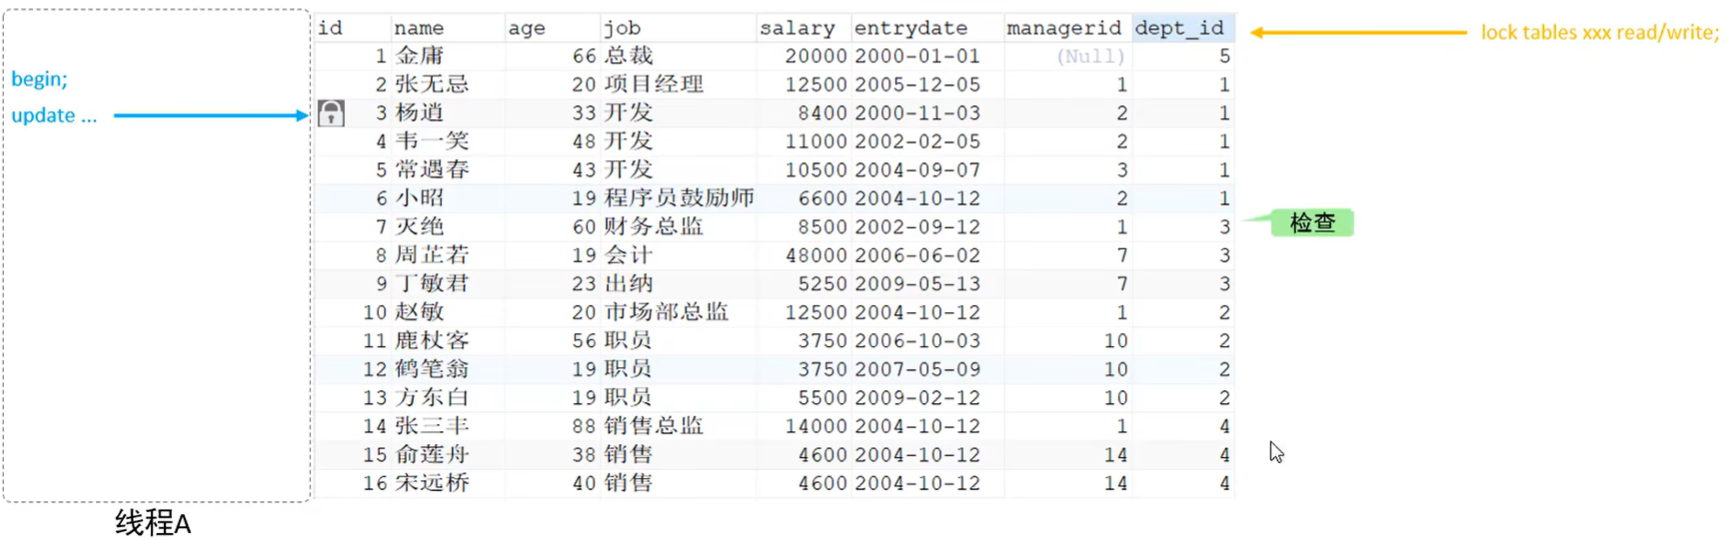 id name age job salary entrydate managerid dept_id
lock tables xxx read/write;
1 金庸 66 总裁 20000 2000-01-01 (Null) 5
begin;
2 张无忌 20 项目经理 12500 2005-12-05 1 1
update ...
3 杨逍 33 开发 8400 2000-11-03 2 1
4 韦一笑 48 开发 11000 2002-02-05 2 1
5 常遇春 43 开发 10500 2004-09-07 3 1
6 小昭 19 程序员鼓励师 6600 2004-10-12 2 1
7 灭绝 60 财务总监 8500 2002-09-12 1 3
检查
8 周芷若 19 会计 48000 2006-06-02 7 3
9 丁敏君 23 出纳 5250 2009-05-13 7 3
10 赵敏 20 市场部总监 12500 2004-10-12 1 2
11 鹿杖客 56 职员 3750 2006-10-03 10 2
12 鹤笔翁 19 职员 3750 2007-05-09 10 2
13 方东白 19 职员 5500 2009-02-12 10 2
14 张三丰 88 销售总监 14000 2004-10-12 1 4
15 俞莲舟 38 销售 4600 2004-10-12 14 4
16 宋远桥 40 销售 4600 2004-10-12 14 4
线程A